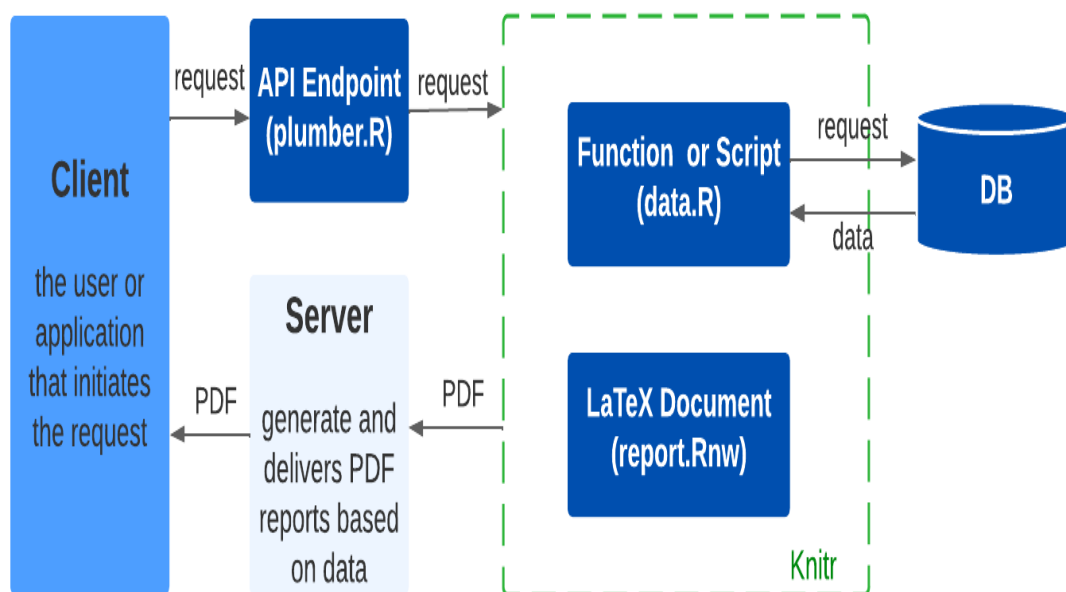 Client
the user or
application
that initiates
the request
request
API Endpoint
(plumber.R)
request
Function or Script
(data.R)
request
data
DB
PDF
Server
generate and
delivers PDF
reports based
on data
PDF
LaTeX Document
(report.Rnw)
Knitr